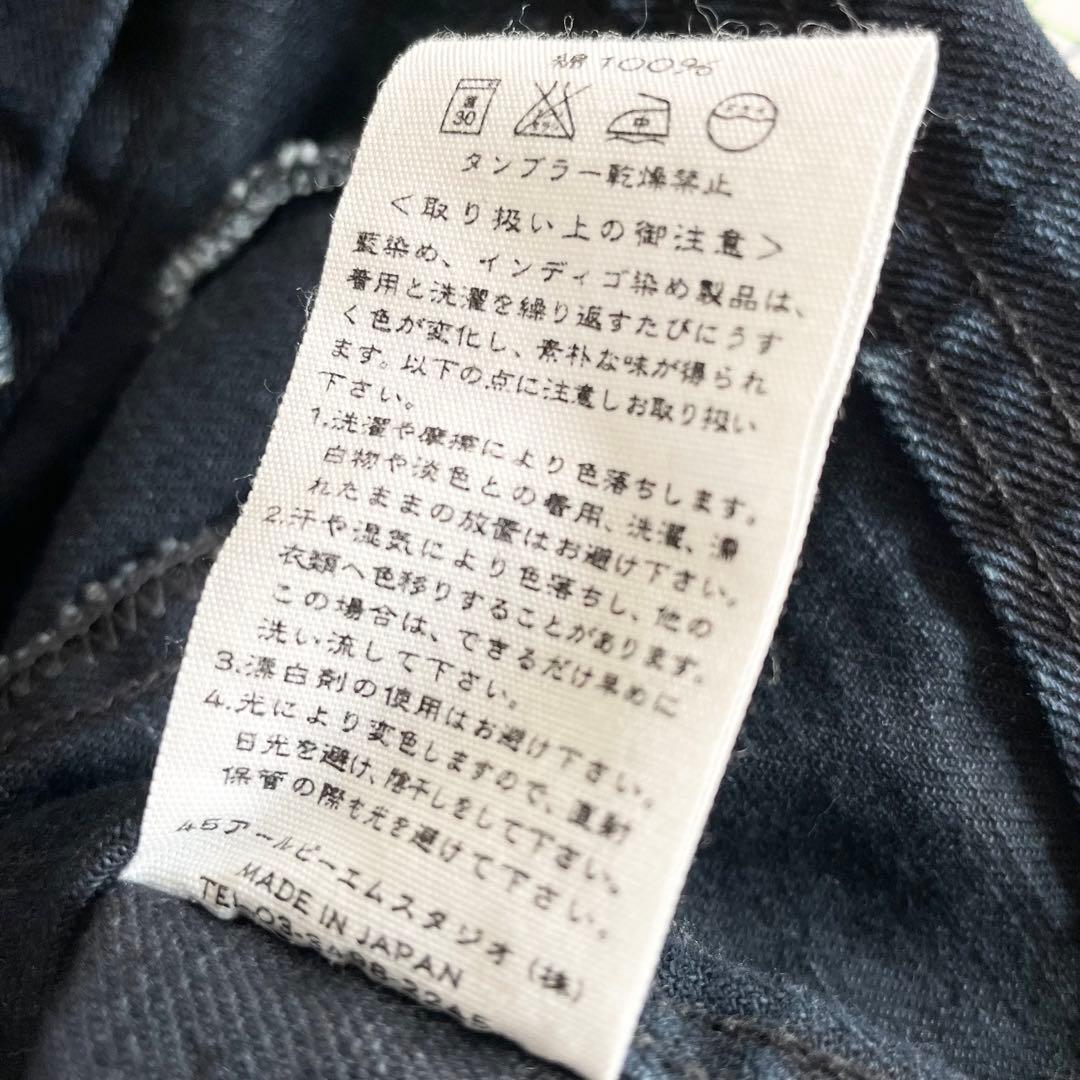 綿 100%
弱
30
エンソサラシ
中
タンブラー乾燥禁止
＜取り扱い上の御注意＞
藍染め、インディゴ染め製品は、
着用と洗濯を繰り返すたびにうす
く色が変化し、素朴な味が得られ
ます。以下の点に注意しお取り扱い
下さい。
1.洗濯や摩擦により色落ちします。
白物や淡色との着用、洗濯、濡
れたままの放置はお避け下さい。
2.汗や湿気により色落ちし、他の
衣類へ色移りすることがあります。
この場合は、できるだけ早めに
洗い流して下さい。
3.漂白剤の使用はお避け下さい。
4.光により変色しますので、直射
日光を避け、陰干しをして下さい。
保管の際も光を避けて下さい。
45アールピーエムスタジオ(株)
MADE IN JAPAN
TEL